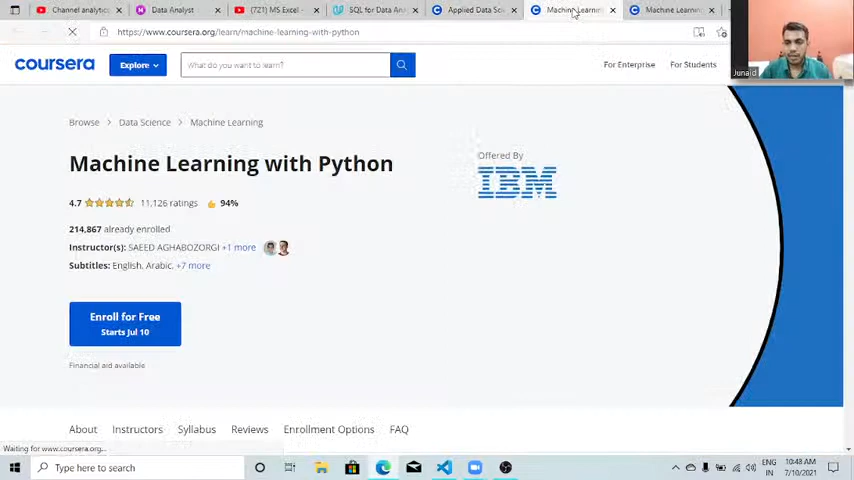 Channel analytics
Data Analyst
(721) MS Excel -
SQL for Data Ana
Applied Data Sci
Machine Learning
Machine Learning
https://www.coursera.org/learn/machine-learning-with-python
coursera
Explore
What do you want to learn?
For Enterprise
For Students
Junaid
Browse > Data Science > Machine Learning
Machine Learning with Python
Offered By
IBM
4.7
11,126 ratings
94%
214,867 already enrolled
Instructor(s): SAEED AGHABOZORGI +1 more
Subtitles: English, Arabic, +7 more
Enroll for Free
Starts Jul 10
Financial aid available
About
Instructors
Syllabus
Reviews
Enrollment Options
FAQ
Waiting for www.coursera.org...
Type here to search
ENG
IN
10:43 AM
7/10/2021